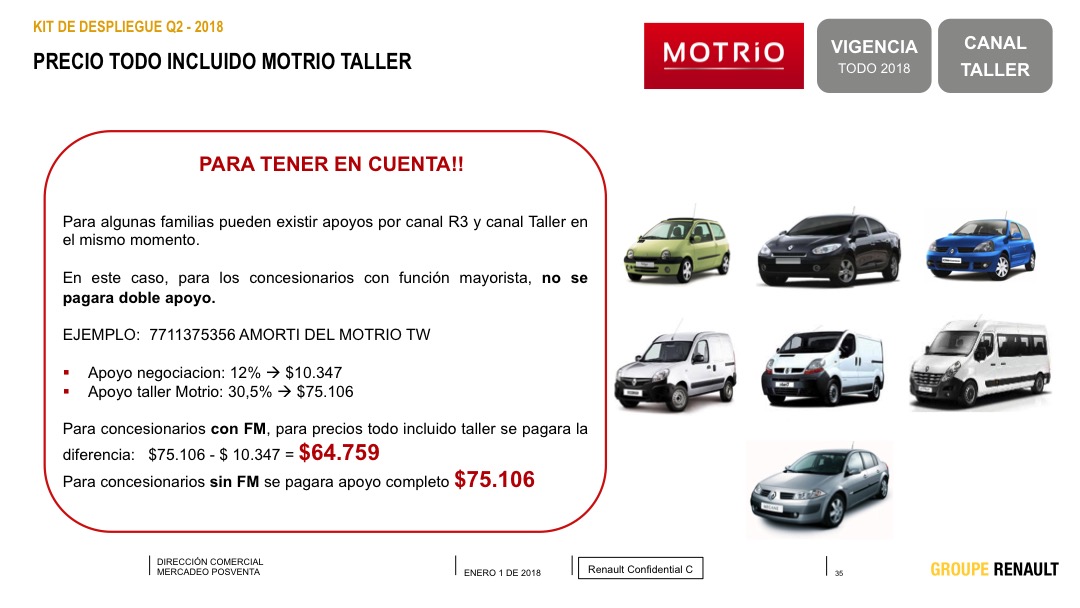 KIT DE DESPLIEGUE Q2 - 2018
PRECIO TODO INCLUIDO MOTRIO TALLER
MOTRiO
VIGENCIA
TODO 2018
CANAL
TALLER
PARA TENER EN CUENTA!!
Para algunas familias pueden existir apoyos por canal R3 y canal Taller en
el mismo momento.
En este caso, para los concesionarios con función mayorista, no se
pagara doble apoyo.
EJEMPLO: 7711375356 AMORTI DEL MOTRIO TW
▪ Apoyo negociacion: 12% → $10.347
▪ Apoyo taller Motrio: 30,5% → $75.106
Para concesionarios con FM, para precios todo incluido taller se pagara la
diferencia: $75.106 - $ 10.347 = $64.759
Para concesionarios sin FM se pagara apoyo completo $75.106
DIRECCIÓN COMERCIAL
MERCADEO POSVENTA
ENERO 1 DE 2018
Renault Confidential C
35
GROUPE RENAULT